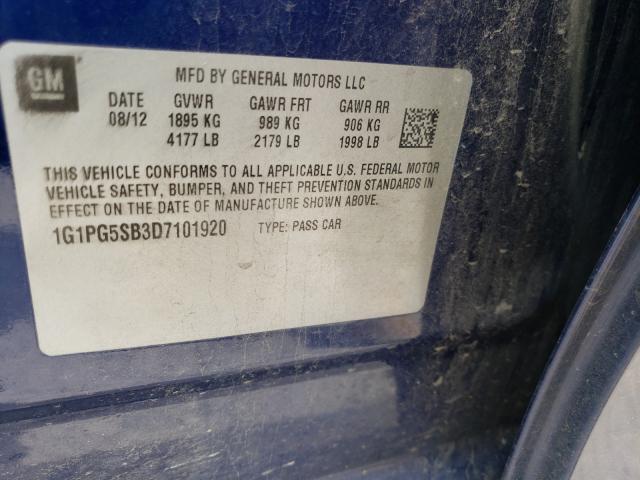 GM
MFD BY GENERAL MOTORS LLC
DATE GVWR GAWR FRT GAWR RR
08/12 1895 KG 989 KG 906 KG
4177 LB 2179 LB 1998 LB
THIS VEHICLE CONFORMS TO ALL APPLICABLE U.S. FEDERAL MOTOR
VEHICLE SAFETY, BUMPER, AND THEFT PREVENTION STANDARDS IN
EFFECT ON THE DATE OF MANUFACTURE SHOWN ABOVE.
1G1PG5SB3D7101920 TYPE: PASS CAR